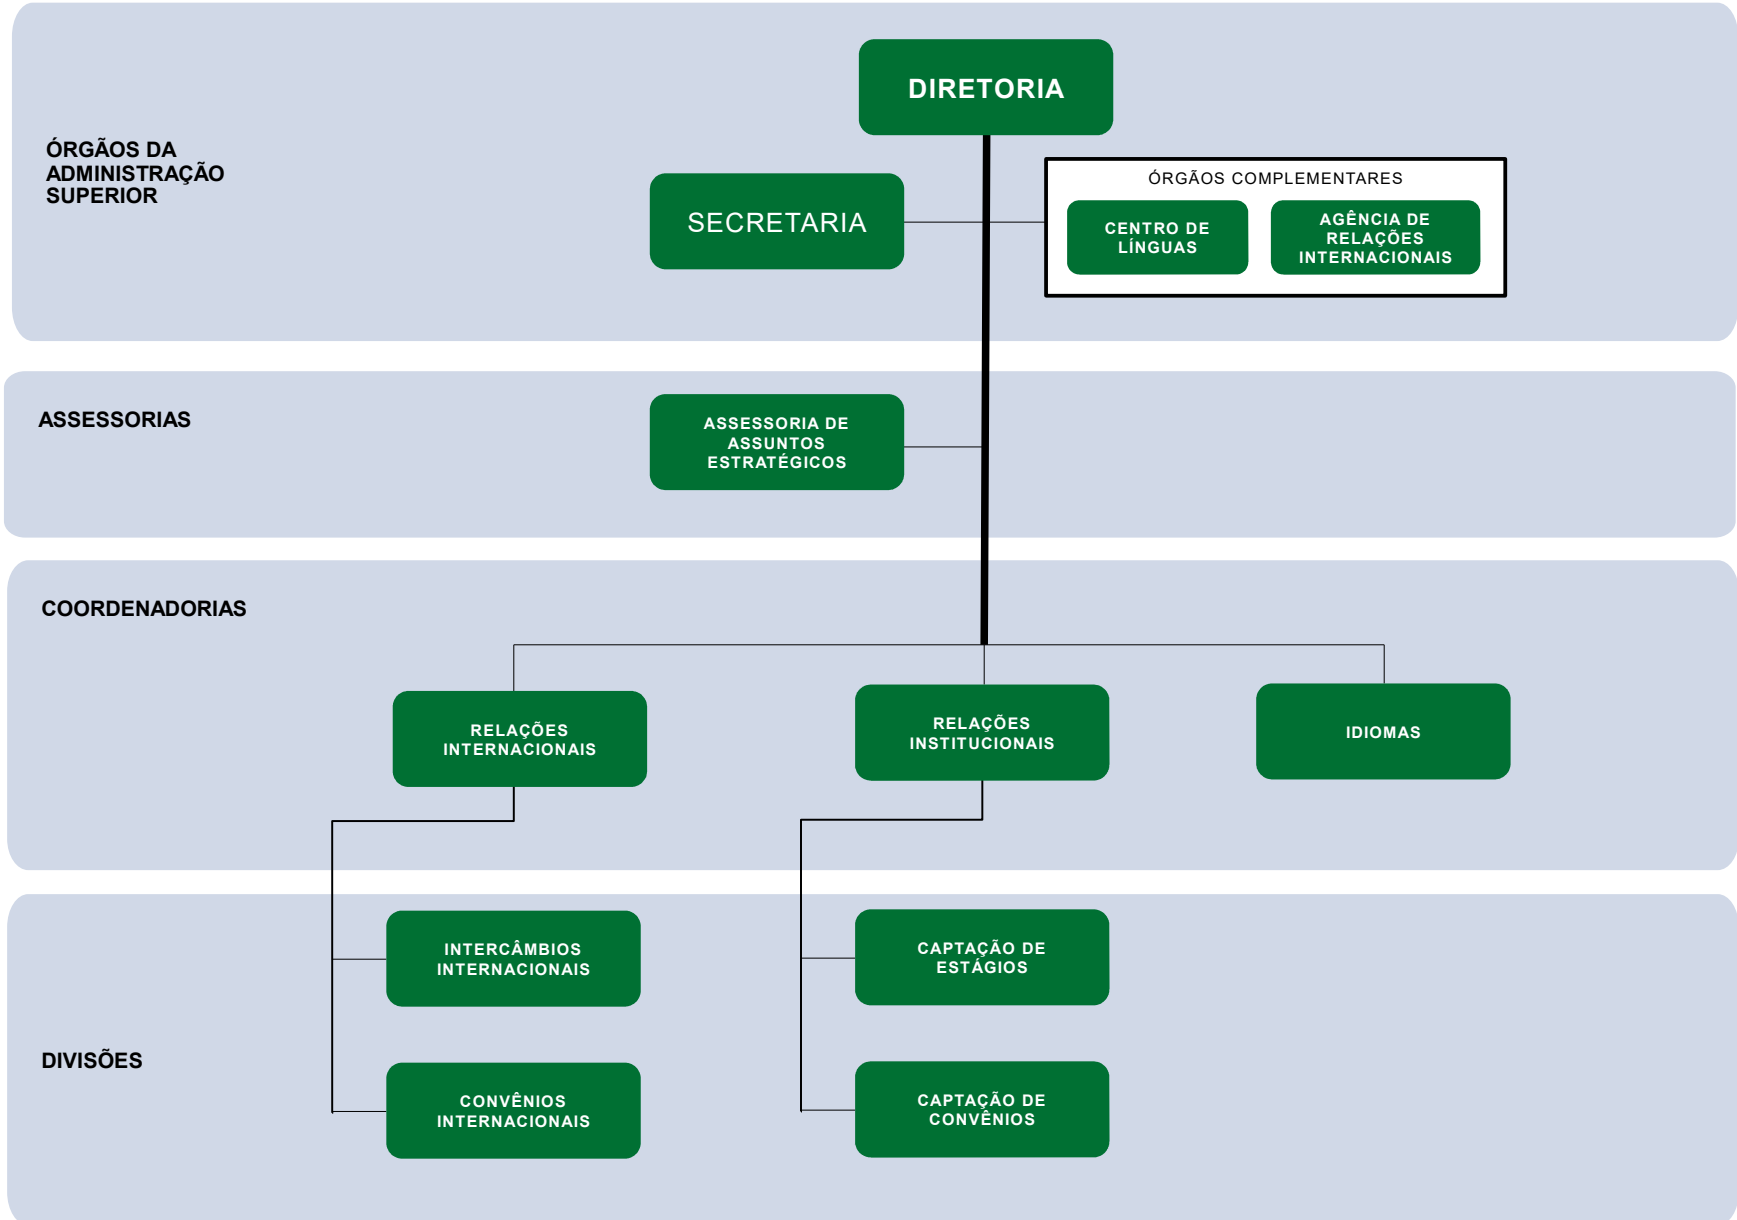 DIRETORIA
ÓRGÃOS DA
ADMINISTRAÇÃO
SUPERIOR
SECRETARIA
ÓRGÃOS COMPLEMENTARES
CENTRO DE
LÍNGUAS
AGÊNCIA DE
RELAÇÕES
INTERNACIONAIS
ASSESSORIAS
ASSESSORIA DE
ASSUNTOS
ESTRATÉGICOS
COORDENADORIAS
RELAÇÕES
INTERNACIONAIS
RELAÇÕES
INSTITUCIONAIS
IDIOMAS
DIVISÕES
INTERCÂMBIOS
INTERNACIONAIS
CAPTAÇÃO DE
ESTÁGIOS
CONVÊNIOS
INTERNACIONAIS
CAPTAÇÃO DE
CONVÊNIOS